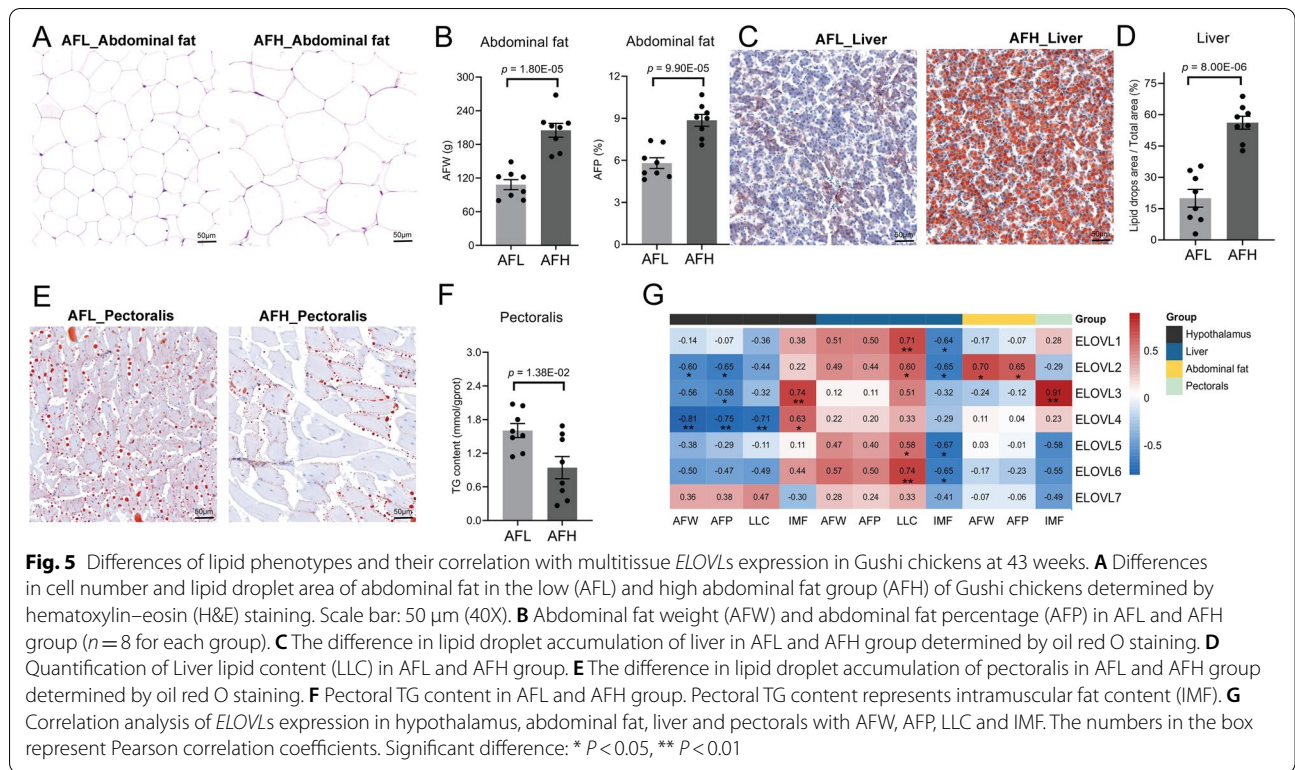 A
AFL_Abdominal fat
AFH_Abdominal fat
50μm
50μm
B
Abdominal fat
p = 1.80E-05
AFW (g)
300
240
180
120
60
0
AFL
AFH
Abdominal fat
p = 9.90E-05
AFP (%)
12
9
6
3
0
AFL
AFH
C
AFL_Liver
AFH_Liver
50μm
50μm
D
Liver
p = 8.00E-06
Lipid drops area / Total area (%)
75
60
45
30
15
0
AFL
AFH
E
AFL_Pectoralis
AFH_Pectoralis
50μm
50μm
F
Pectoralis
p = 1.38E-02
TG content (mmol/gprot)
3.0
2.4
1.8
1.2
0.6
0.0
AFL
AFH
G
Group
-0.14 -0.07 -0.36 0.38 0.51 0.50 0.71 ** -0.64 * -0.17 -0.07 0.28 ELOVL1
-0.60 * -0.65 * -0.44 0.22 0.49 0.44 0.60 * -0.65 * 0.70 * 0.65 * -0.29 ELOVL2
-0.56 -0.58 * -0.32 0.74 ** 0.12 0.11 0.51 -0.32 -0.24 -0.12 0.91 ** ELOVL3
-0.81 ** -0.75 ** -0.71 ** 0.63 * 0.22 0.20 0.33 -0.29 0.11 0.04 0.23 ELOVL4
-0.38 -0.29 -0.11 0.11 0.47 0.40 0.58 * -0.67 * 0.03 -0.01 -0.58 ELOVL5
-0.50 -0.47 -0.49 0.44 0.57 0.50 0.74 ** -0.65 * -0.17 -0.23 -0.55 ELOVL6
0.36 0.38 0.47 -0.30 0.28 0.24 0.33 -0.41 -0.07 -0.06 -0.49 ELOVL7
AFW AFP LLC IMF AFW AFP LLC IMF AFW AFP IMF
0.5
0
-0.5
Group
Hypothalamus
Liver
Abdominal fat
Pectorals
Fig. 5 Differences of lipid phenotypes and their correlation with multitissue ELOVLs expression in Gushi chickens at 43 weeks. A Differences
in cell number and lipid droplet area of abdominal fat in the low (AFL) and high abdominal fat group (AFH) of Gushi chickens determined by
hematoxylin–eosin (H&E) staining. Scale bar: 50 μm (40X). B Abdominal fat weight (AFW) and abdominal fat percentage (AFP) in AFL and AFH
group (n = 8 for each group). C The difference in lipid droplet accumulation of liver in AFL and AFH group determined by oil red O staining. D
Quantification of Liver lipid content (LLC) in AFL and AFH group. E The difference in lipid droplet accumulation of pectoralis in AFL and AFH group
determined by oil red O staining. F Pectoral TG content in AFL and AFH group. Pectoral TG content represents intramuscular fat content (IMF). G
Correlation analysis of ELOVLs expression in hypothalamus, abdominal fat, liver and pectorals with AFW, AFP, LLC and IMF. The numbers in the box
represent Pearson correlation coefficients. Significant difference: * P < 0.05, ** P < 0.01